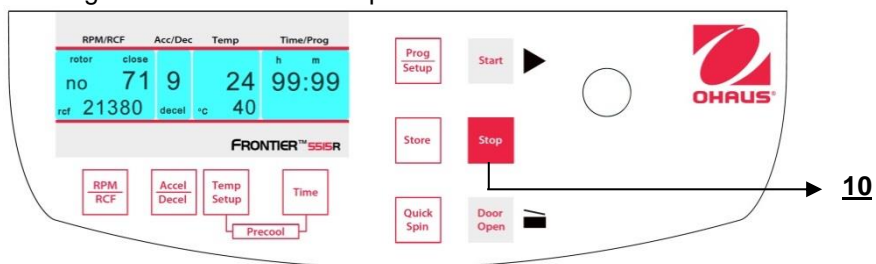 RPM/RCF Acc/Dec Temp Time/Prog
rotor close h m
no 71 9 24 99:99
rcf 21380 decel °C 40
FRONTIER™ 5515R
RPM
RCF
Accel
Decel
Temp
Setup
Time
Precool
Prog
Setup
Start
Store
Stop
Quick
Spin
Door
Open
OHAUS®
10